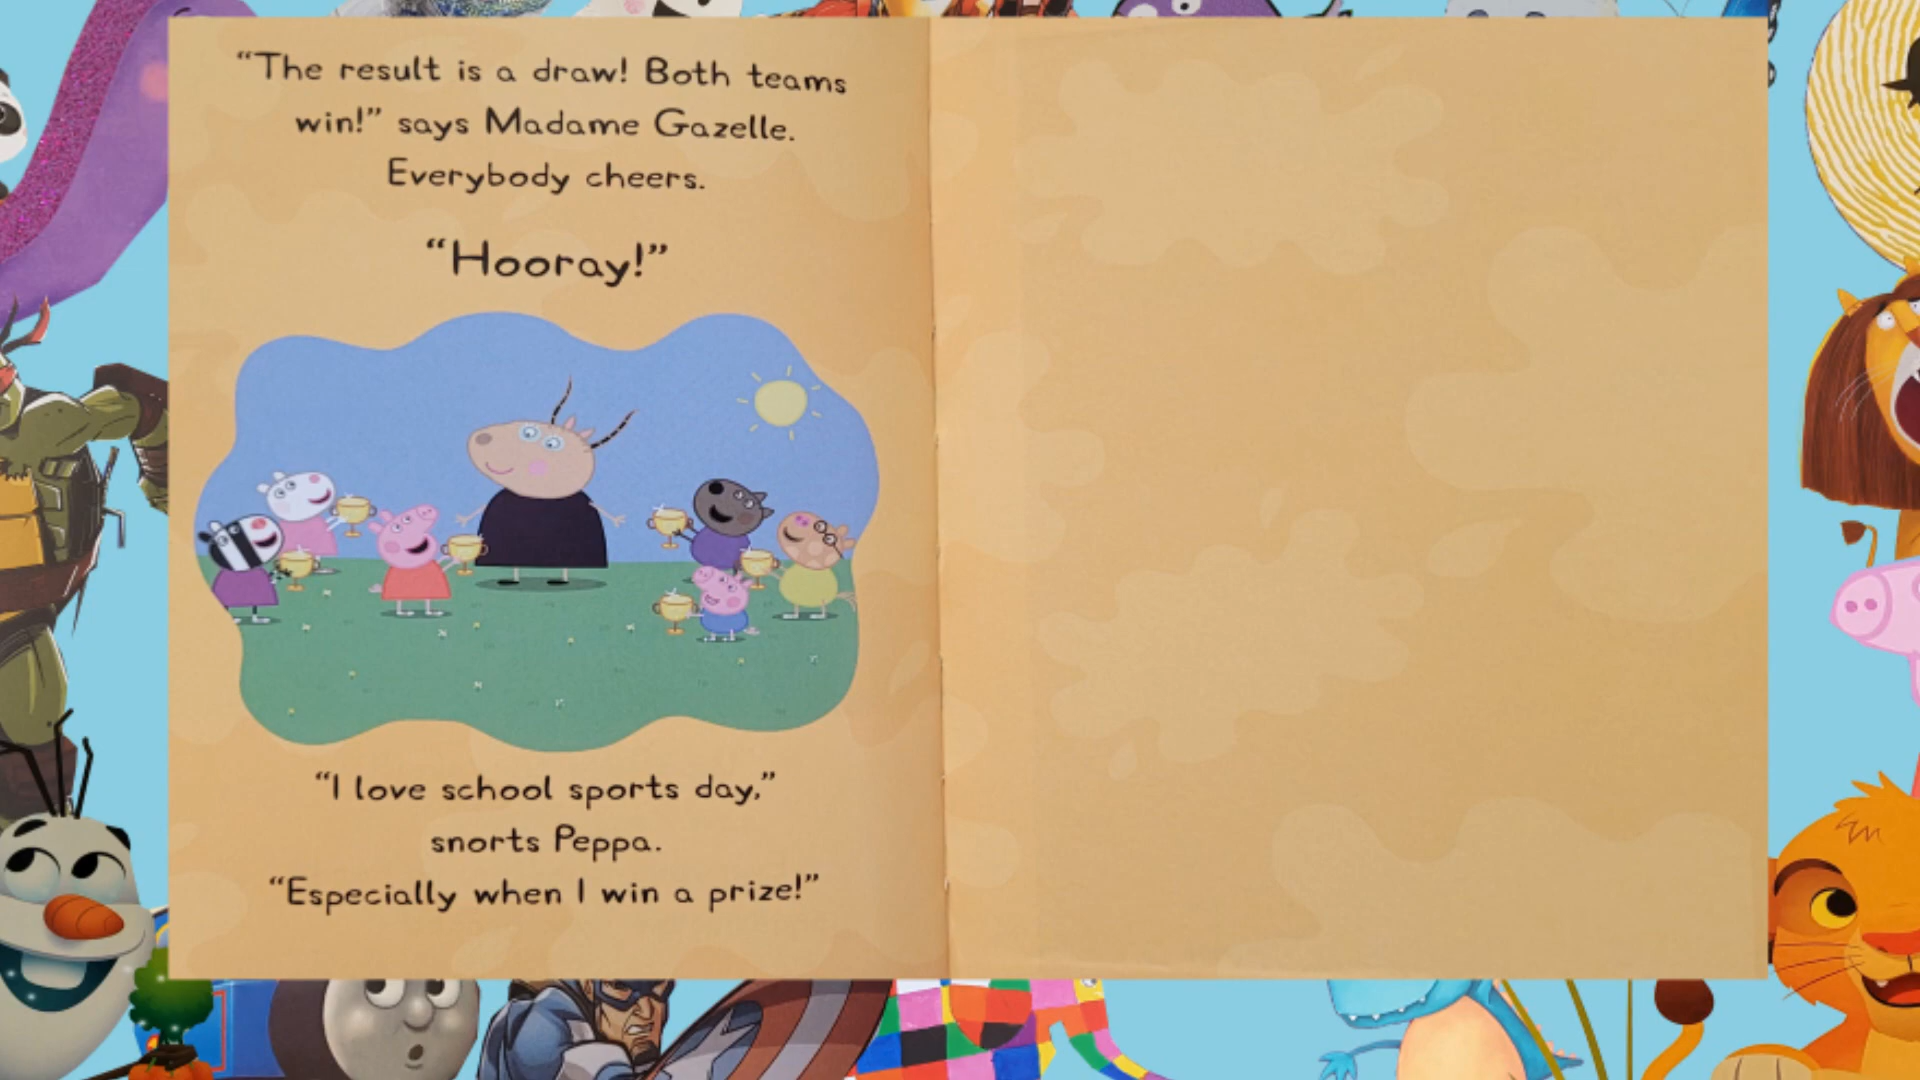 “The result is a draw! Both teams
win!” says Madame Gazelle.
Everybody cheers.
“Hooray!”
“I love school sports day,”
snorts Peppa.
“Especially when I win a prize!”